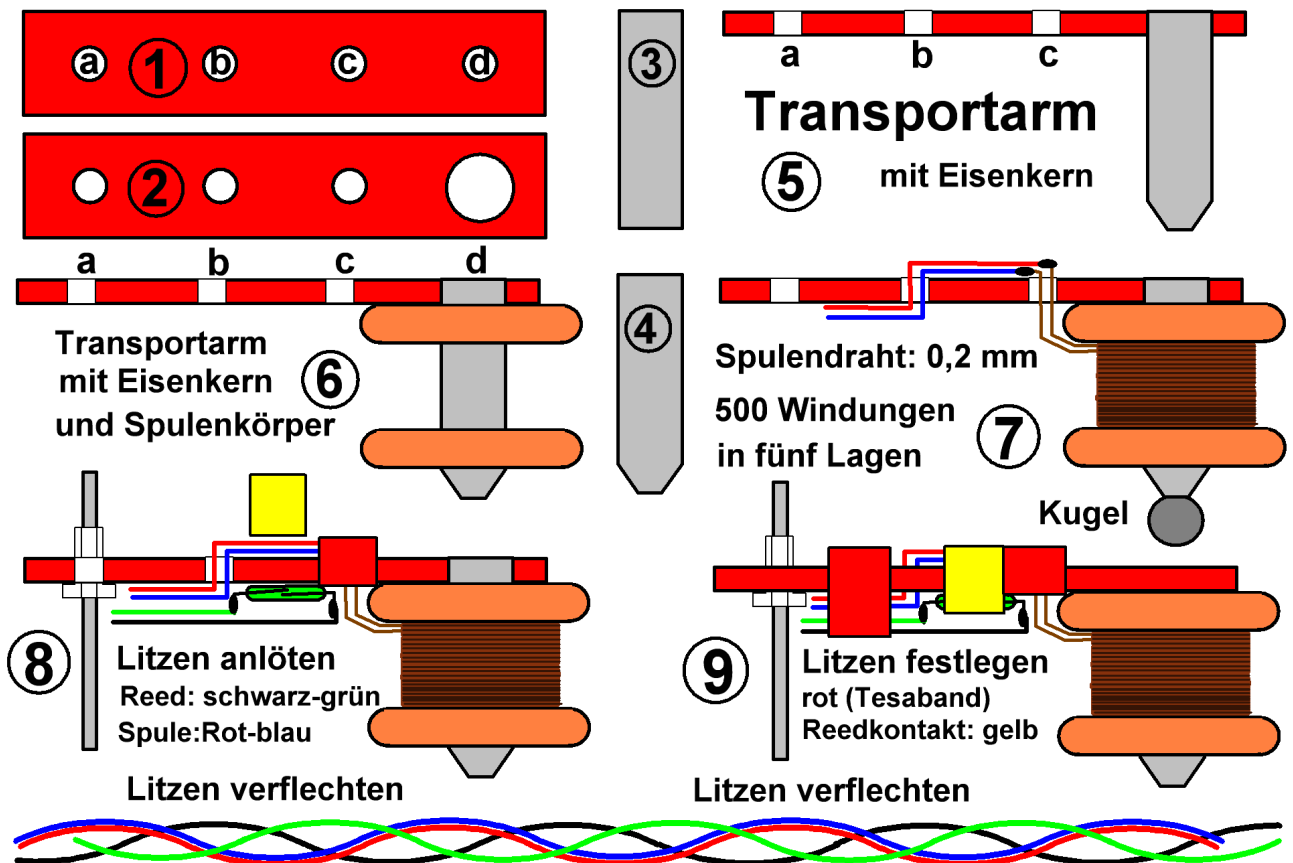 a 1 b c d
3
a b c
Transportarm
5 mit Eisenkern
2
a b c d
Transportarm
mit Eisenkern
und Spulenkörper
6
4
Spulendraht: 0,2 mm
500 Windungen
in fünf Lagen
7
Kugel
8
Litzen anlöten
Reed: schwarz-grün
Spule:Rot-blau
Litzen verflechten
9
Litzen festlegen
rot (Tesaband)
Reedkontakt: gelb
Litzen verflechten